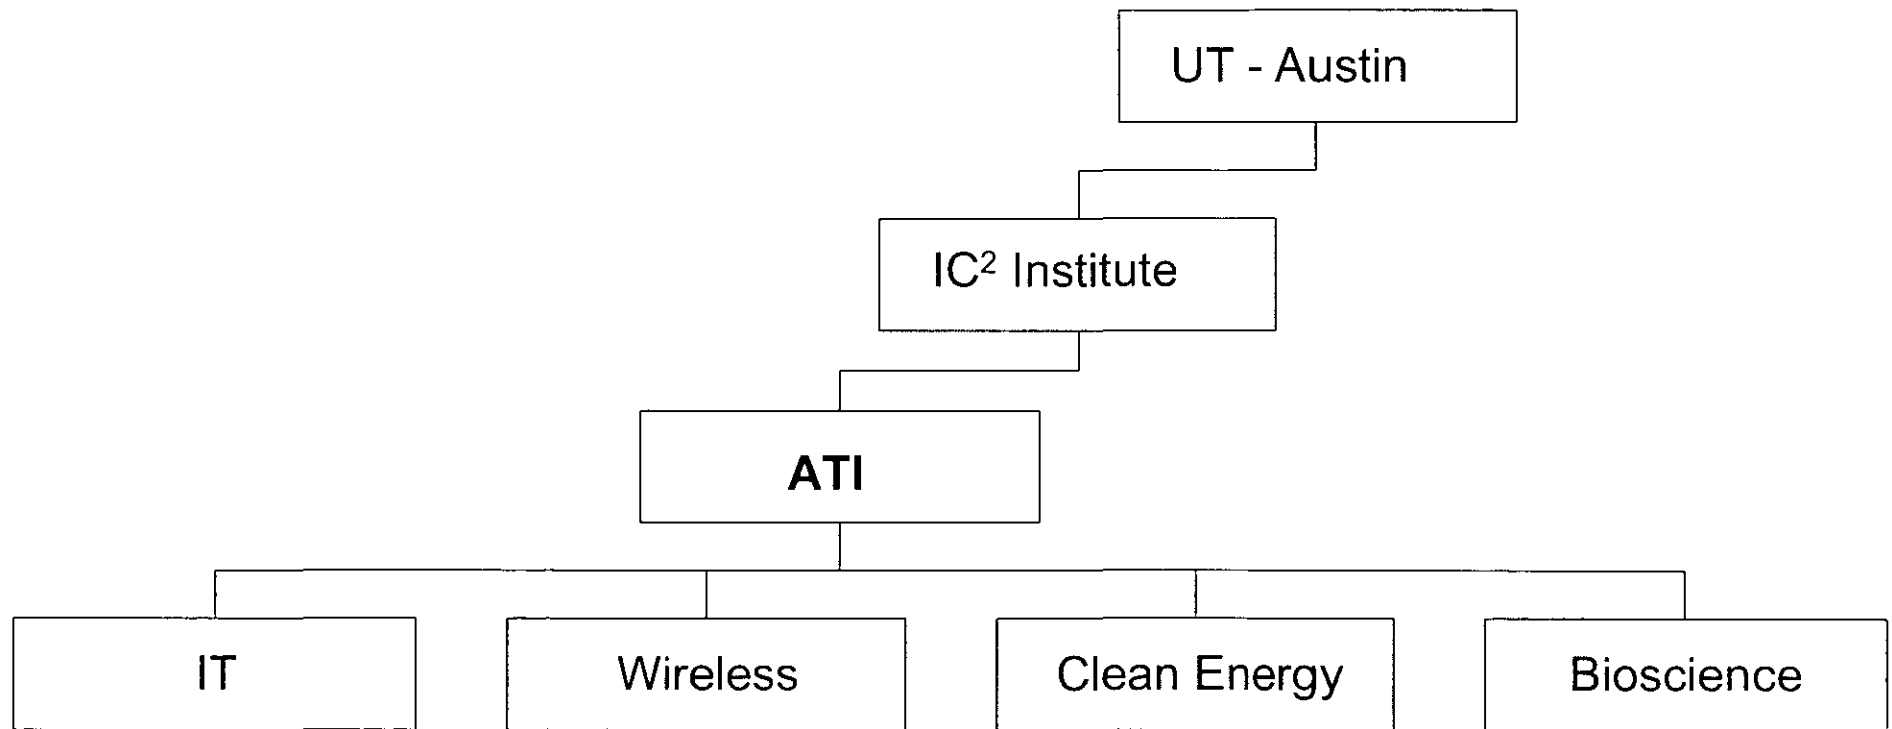 UT - Austin
IC² Institute
ATI
IT
Wireless
Clean Energy
Bioscience